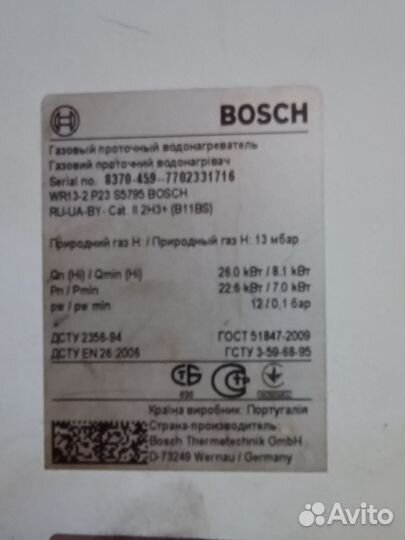 BOSCH
Газовый проточный водонагреватель
Газовий проточний водонагрівач
Serial no. 8370-459--7702331716
WR13-2 P23 S5795 BOSCH
RU-UA-BY- Cat. II 2H3+ (B11BS)
Природний газ H: / Природный газ H: 13 мбар
Qn (Hi) / Qmin (Hi) 26.0 кВт / 8.1 кВт
Pn / Pmin 22.6 кВт / 7.0 кВт
pw / pw min 12 / 0,1 бар
ДСТУ 2356-94 ГОСТ 51847-2009
ДСТУ EN 26:2006 ГСТУ 3-59-68-95
Країна виробник: Португалія
Страна-производитель:
Bosch Thermotechnik GmbH
D-73249 Wernau / Germany
Avito